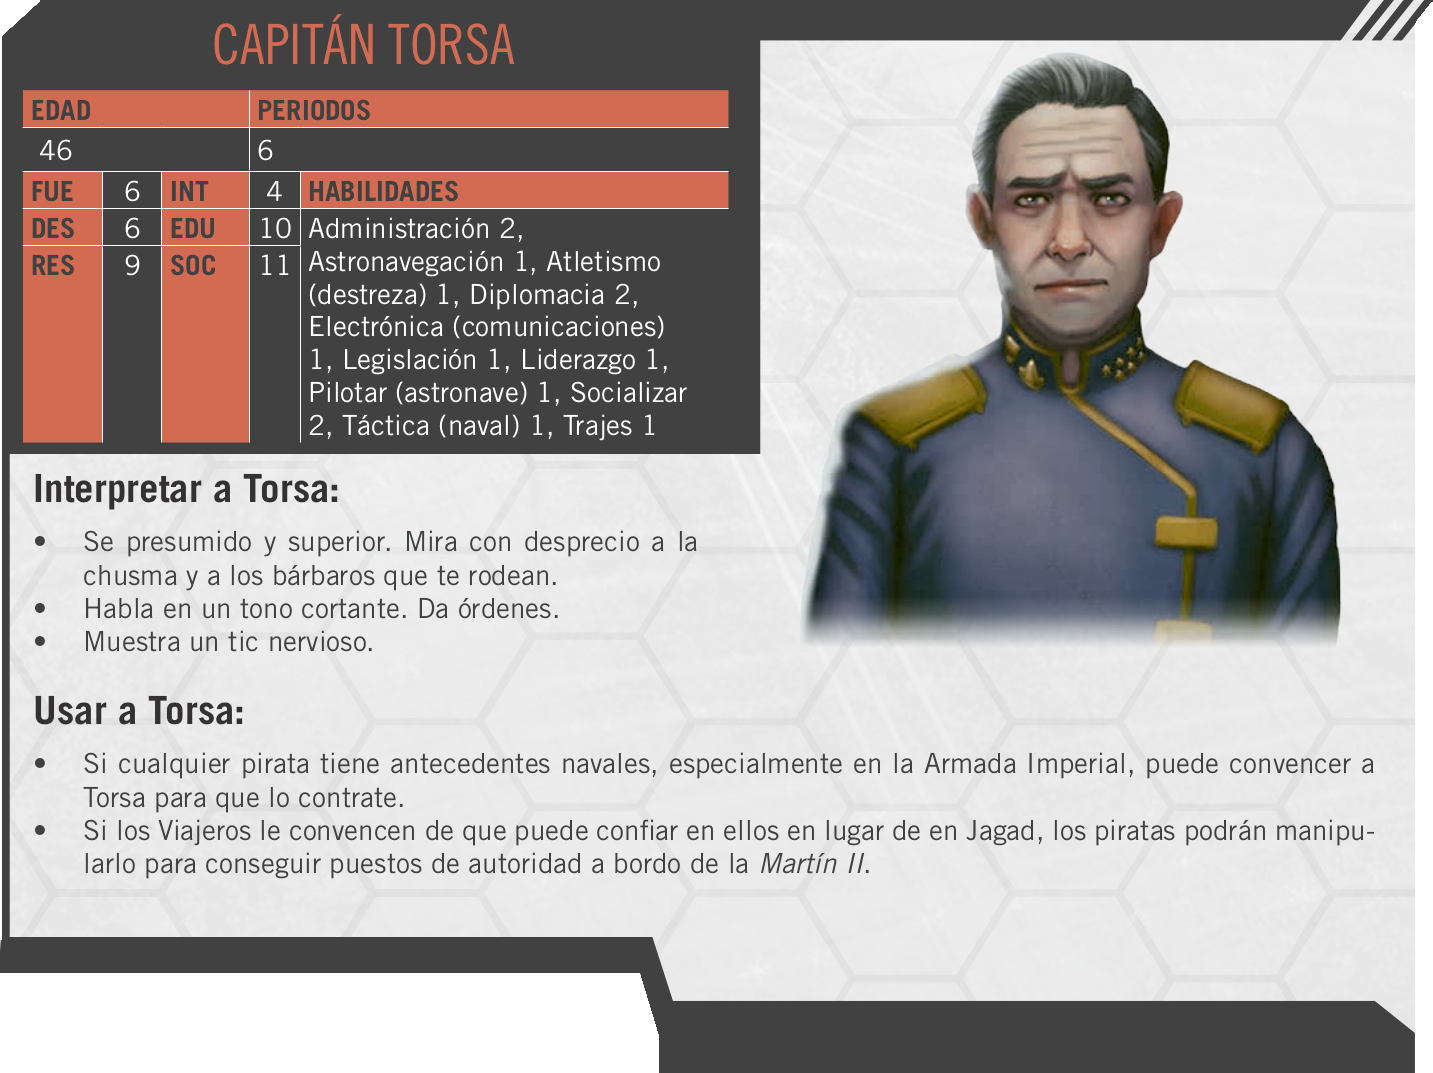 CAPITÁN TORSA
EDAD PERIODOS
46 6
FUE 6 INT 4 HABILIDADES
DES 6 EDU 10 Administración 2,
RES 9 SOC 11 Astronavegación 1, Atletismo
(destreza) 1, Diplomacia 2,
Electrónica (comunicaciones)
1, Legislación 1, Liderazgo 1,
Pilotar (astronave) 1, Socializar
2, Táctica (naval) 1, Trajes 1
Interpretar a Torsa:
• Se presumido y superior. Mira con desprecio a la
chusma y a los bárbaros que te rodean.
• Habla en un tono cortante. Da órdenes.
• Muestra un tic nervioso.
Usar a Torsa:
• Si cualquier pirata tiene antecedentes navales, especialmente en la Armada Imperial, puede convencer a
Torsa para que lo contrate.
• Si los Viajeros le convencen de que puede confiar en ellos en lugar de en Jagad, los piratas podrán manipu-
larlo para conseguir puestos de autoridad a bordo de la Martín II.